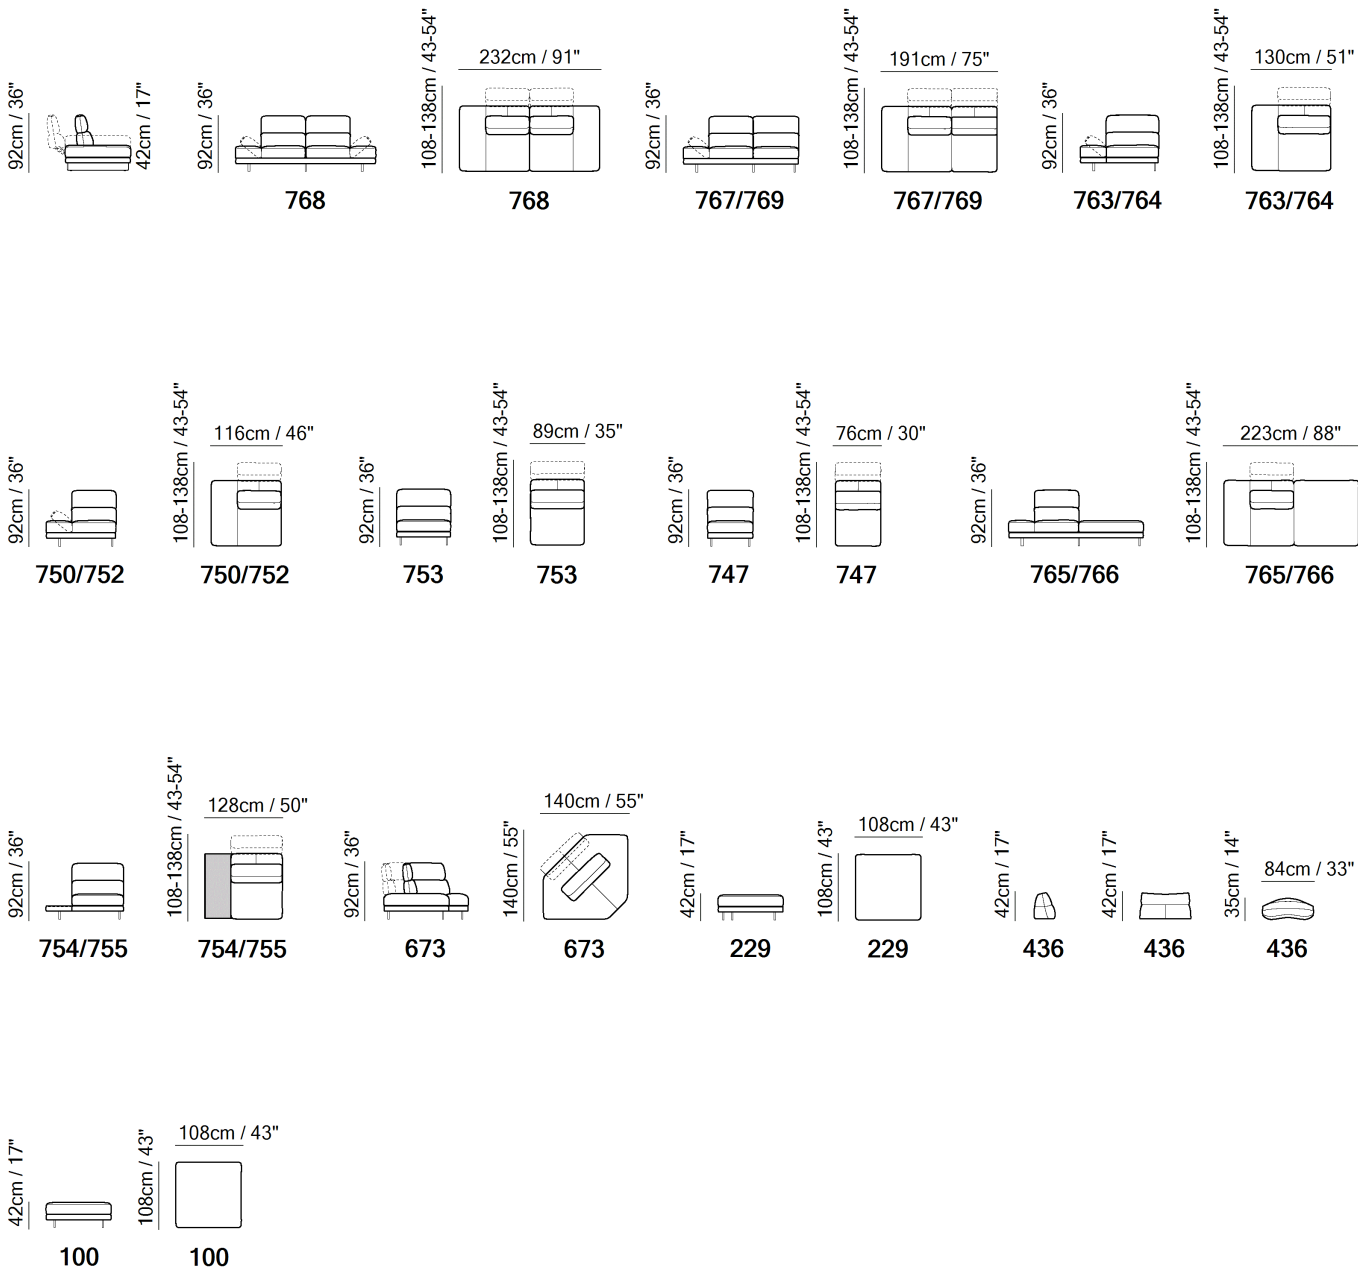 92cm / 36"
42cm / 17"
92cm / 36"
768
108-138cm / 43-54"
232cm / 91"
768
92cm / 36"
767/769
108-138cm / 43-54"
191cm / 75"
767/769
92cm / 36"
763/764
108-138cm / 43-54"
130cm / 51"
763/764
92cm / 36"
750/752
108-138cm / 43-54"
116cm / 46"
750/752
92cm / 36"
753
108-138cm / 43-54"
89cm / 35"
753
92cm / 36"
747
108-138cm / 43-54"
76cm / 30"
747
92cm / 36"
765/766
108-138cm / 43-54"
223cm / 88"
765/766
92cm / 36"
754/755
108-138cm / 43-54"
128cm / 50"
754/755
92cm / 36"
673
140cm / 55"
140cm / 55"
673
42cm / 17"
229
108cm / 43"
108cm / 43"
229
42cm / 17"
436
42cm / 17"
436
35cm / 14"
84cm / 33"
436
42cm / 17"
100
108cm / 43"
108cm / 43"
100